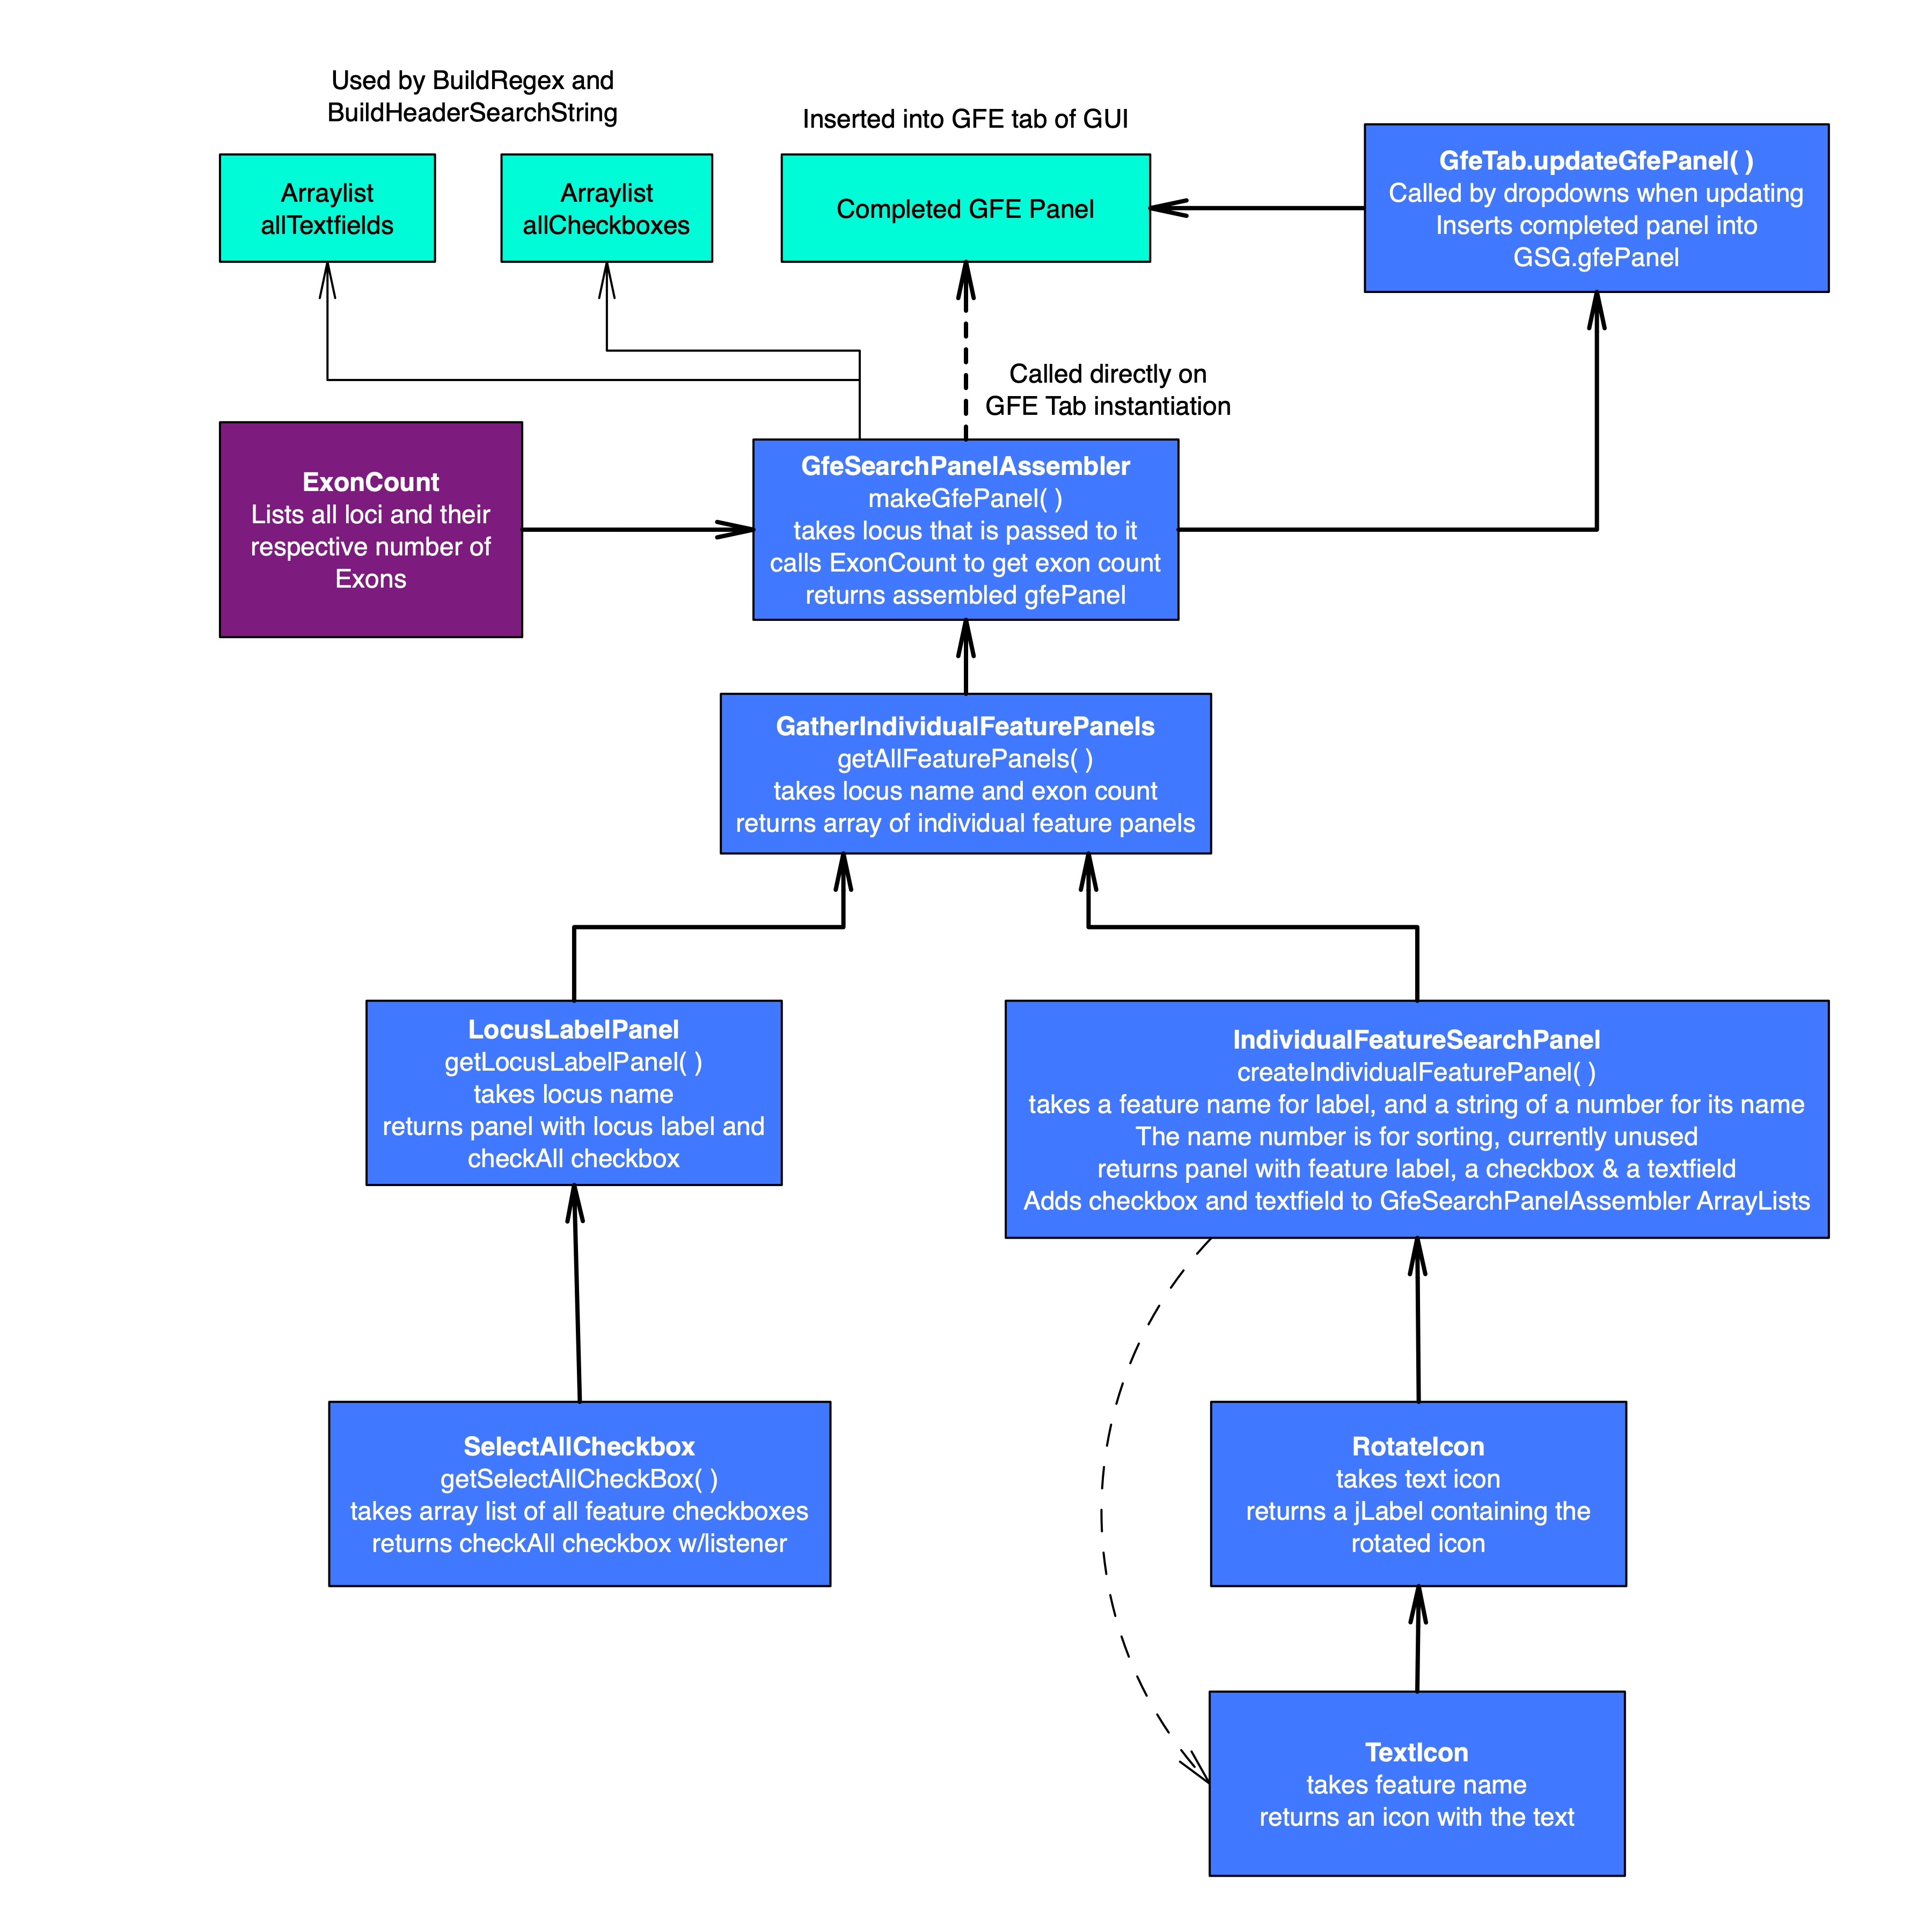 Used by BuildRegex and
BuildHeaderSearchString
Inserted into GFE tab of GUI
Arraylist
allTextfields
Arraylist
allCheckboxes
Completed GFE Panel
GfeTab.updateGfePanel( )
Called by dropdowns when updating
Inserts completed panel into
GSG.gfePanel
Called directly on
GFE Tab instantiation
ExonCount
Lists all loci and their
respective number of
Exons
GfeSearchPanelAssembler
makeGfePanel( )
takes locus that is passed to it
calls ExonCount to get exon count
returns assembled gfePanel
GatherIndividualFeaturePanels
getAllFeaturePanels( )
takes locus name and exon count
returns array of individual feature panels
LocusLabelPanel
getLocusLabelPanel( )
takes locus name
returns panel with locus label and
checkAll checkbox
IndividualFeatureSearchPanel
createIndividualFeaturePanel( )
takes a feature name for label, and a string of a number for its name
The name number is for sorting, currently unused
returns panel with feature label, a checkbox & a textfield
Adds checkbox and textfield to GfeSearchPanelAssembler ArrayLists
SelectAllCheckbox
getSelectAllCheckBox( )
takes array list of all feature checkboxes
returns checkAll checkbox w/listener
RotateIcon
takes text icon
returns a jLabel containing the
rotated icon
TextIcon
takes feature name
returns an icon with the text